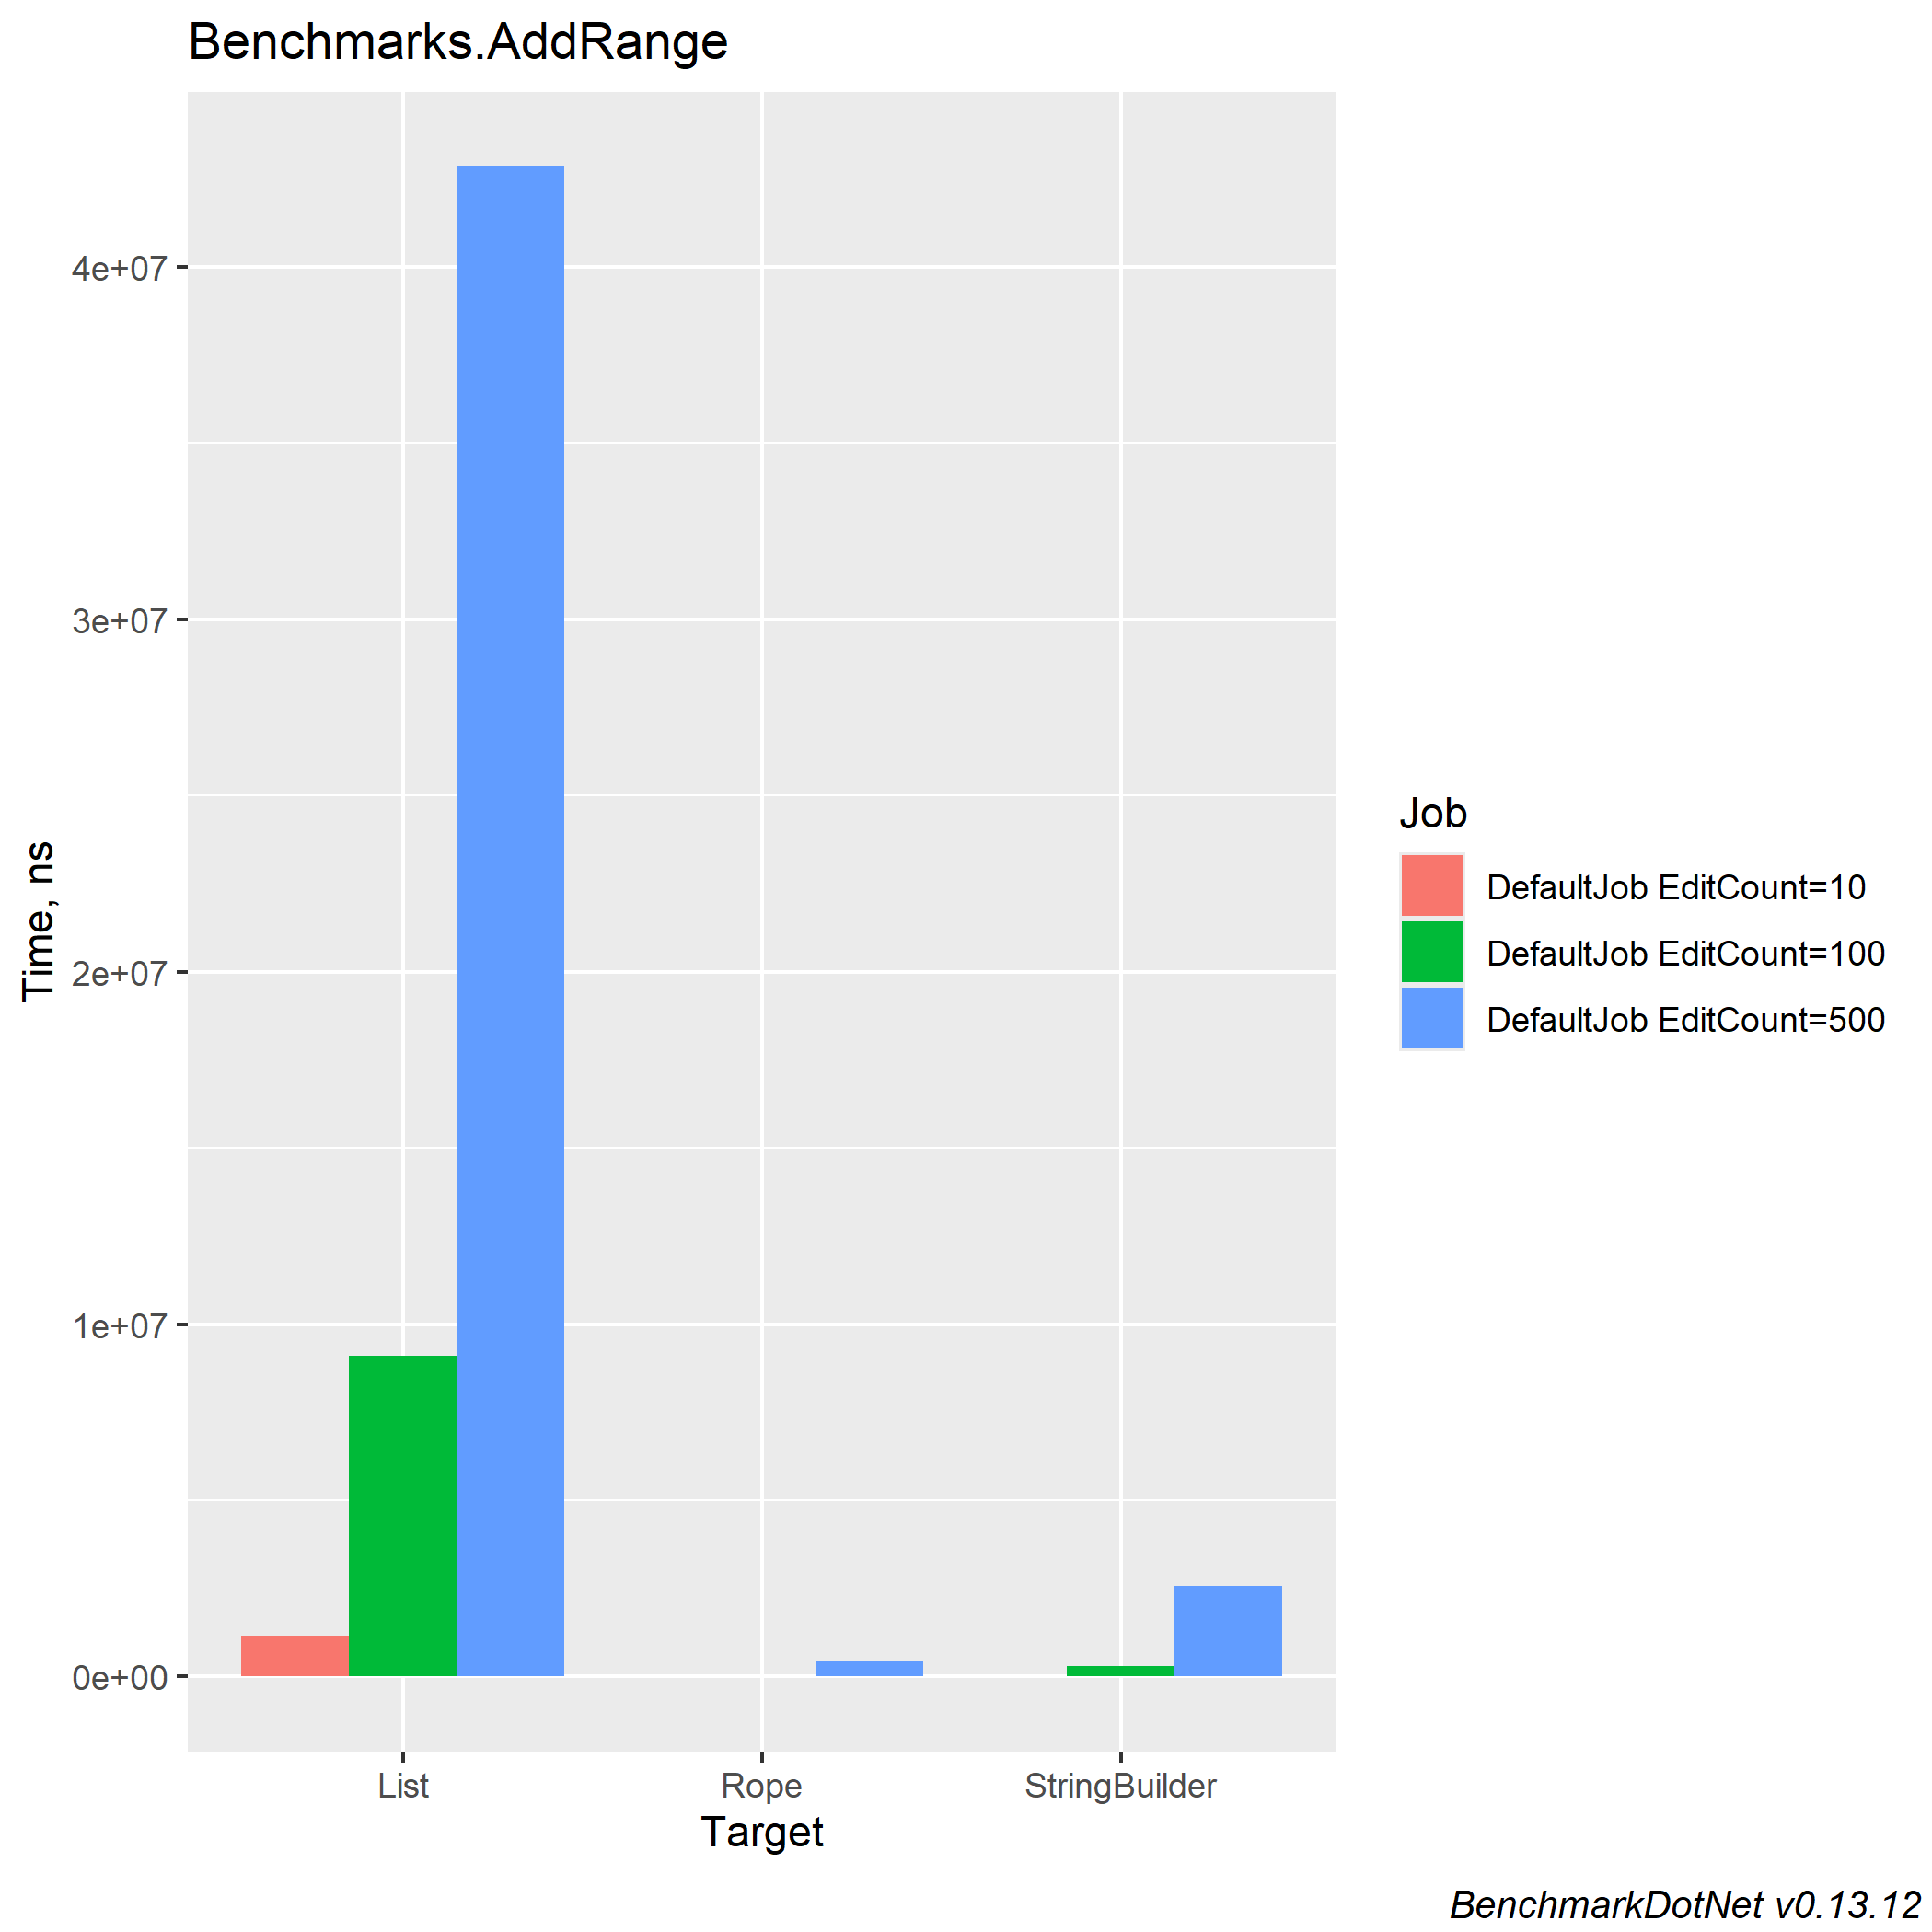 Benchmarks.AddRange
Time, ns
4e+07
3e+07
2e+07
1e+07
0e+00
List
Rope
StringBuilder
Target
Job
DefaultJob EditCount=10
DefaultJob EditCount=100
DefaultJob EditCount=500
BenchmarkDotNet v0.13.12